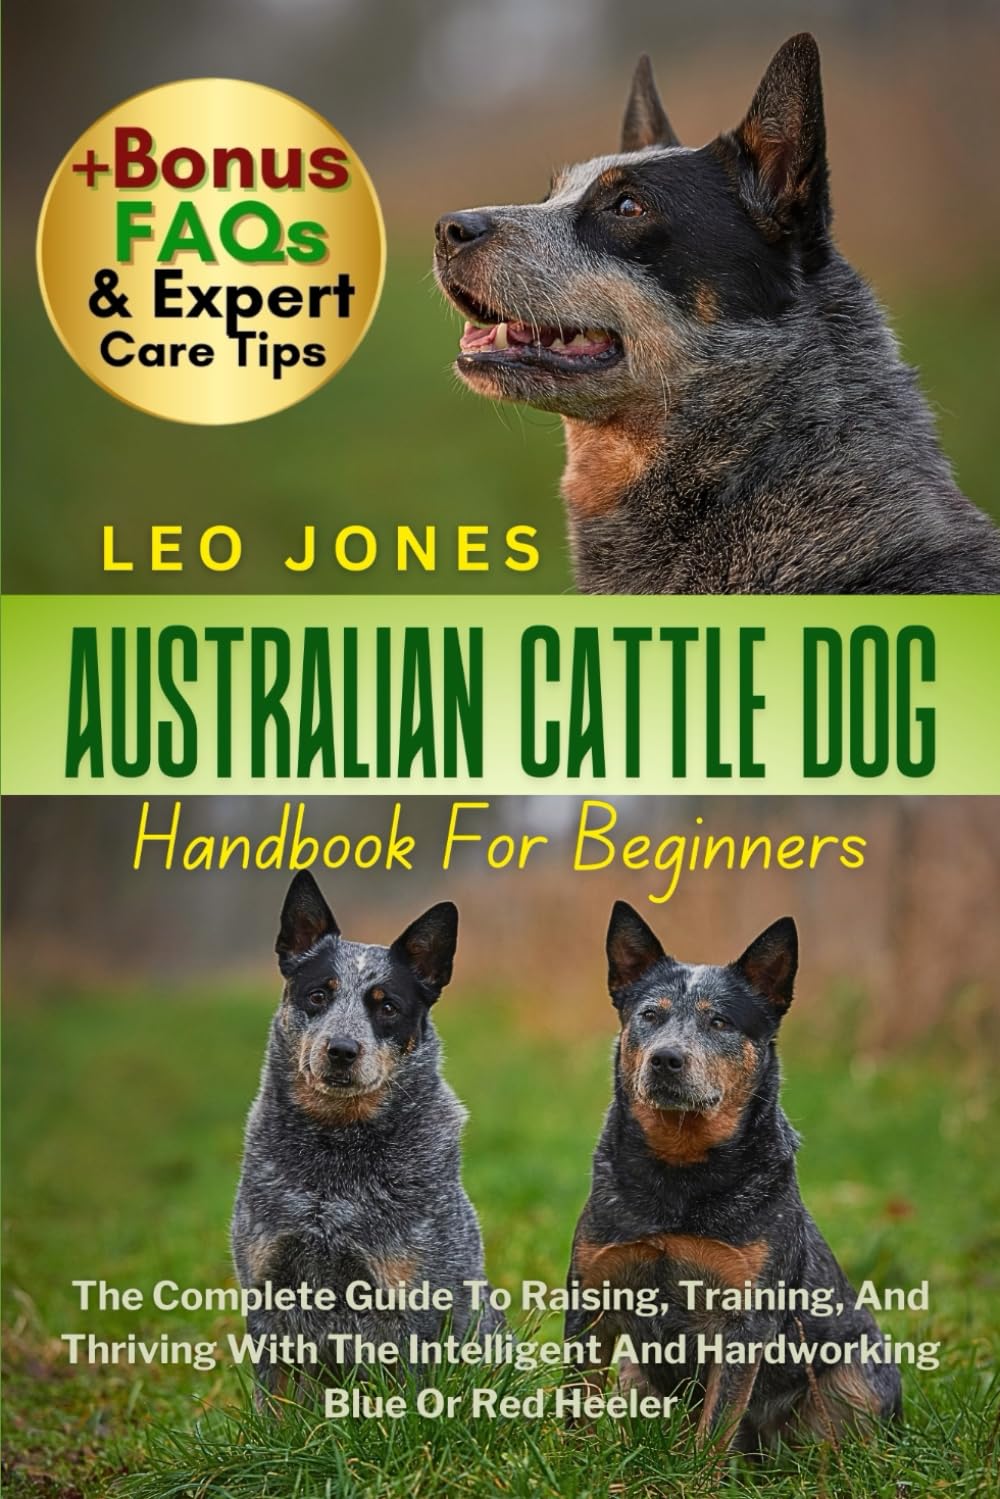 +Bonus
FAQs
& Expert
Care Tips
LEO JONES
AUSTRALIAN CATTLE DOG
Handbook For Beginners
The Complete Guide To Raising, Training, And
Thriving With The Intelligent And Hardworking
Blue Or Red Heeler